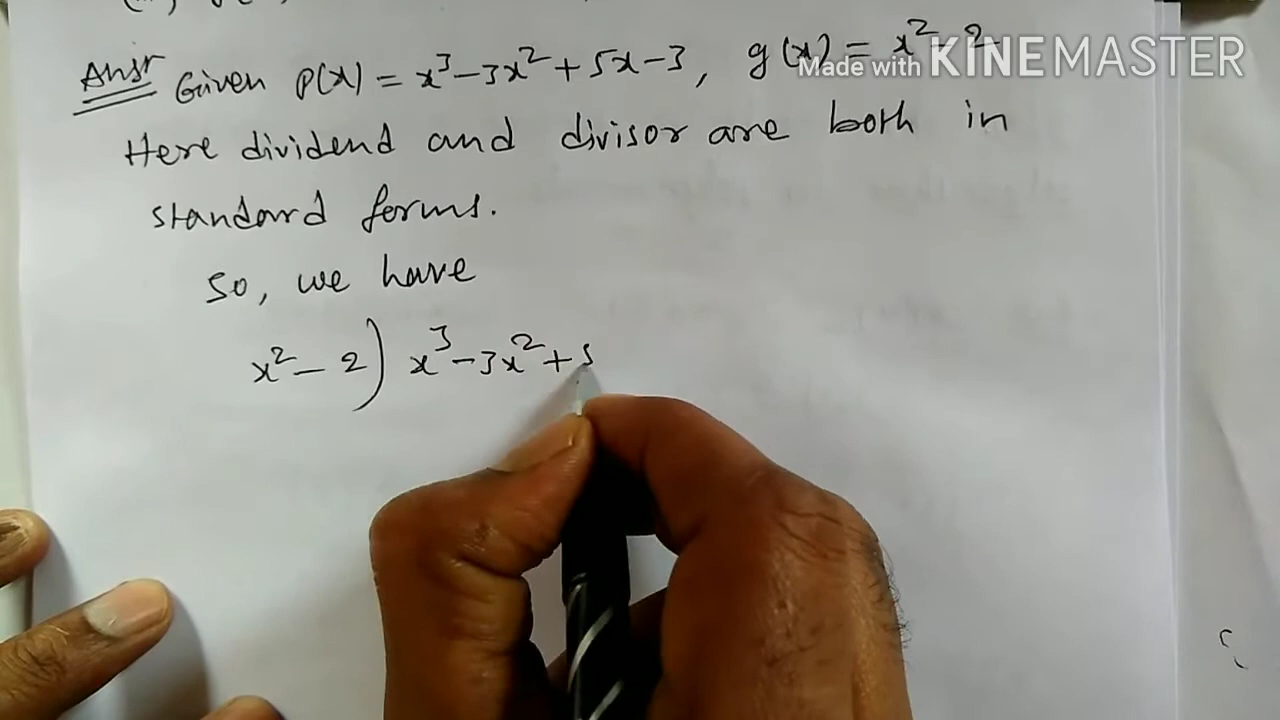 Ansr Given P(x) = x³-3x²+5x-3, g(x) = x² 2
Made with KINEMASTER
Here dividend and divisor are both in
standard forms.
So, we have
x² - 2 ) x³-3x²+5